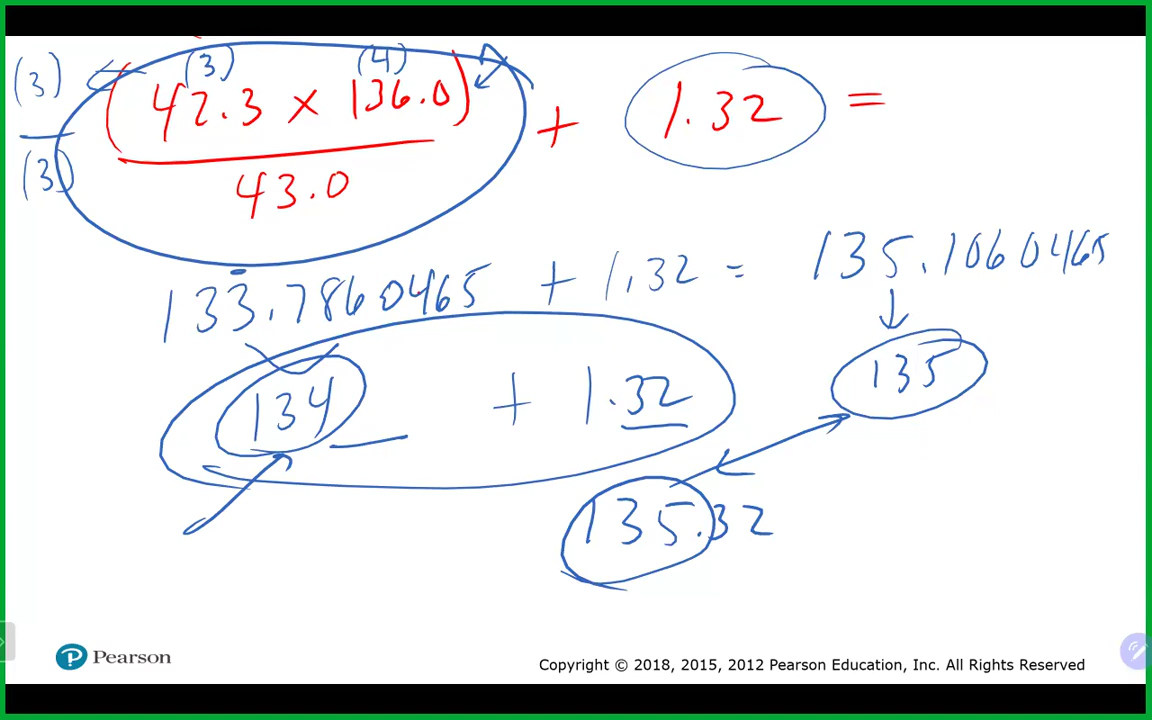 (3) (4)
(3) (42.3 × 136.0) + 1.32 =
(3) 43.0
133.7860465 + 1.32 = 135.1060465
134 + 1.32 135
135.32
Pearson
Copyright © 2018, 2015, 2012 Pearson Education, Inc. All Rights Reserved